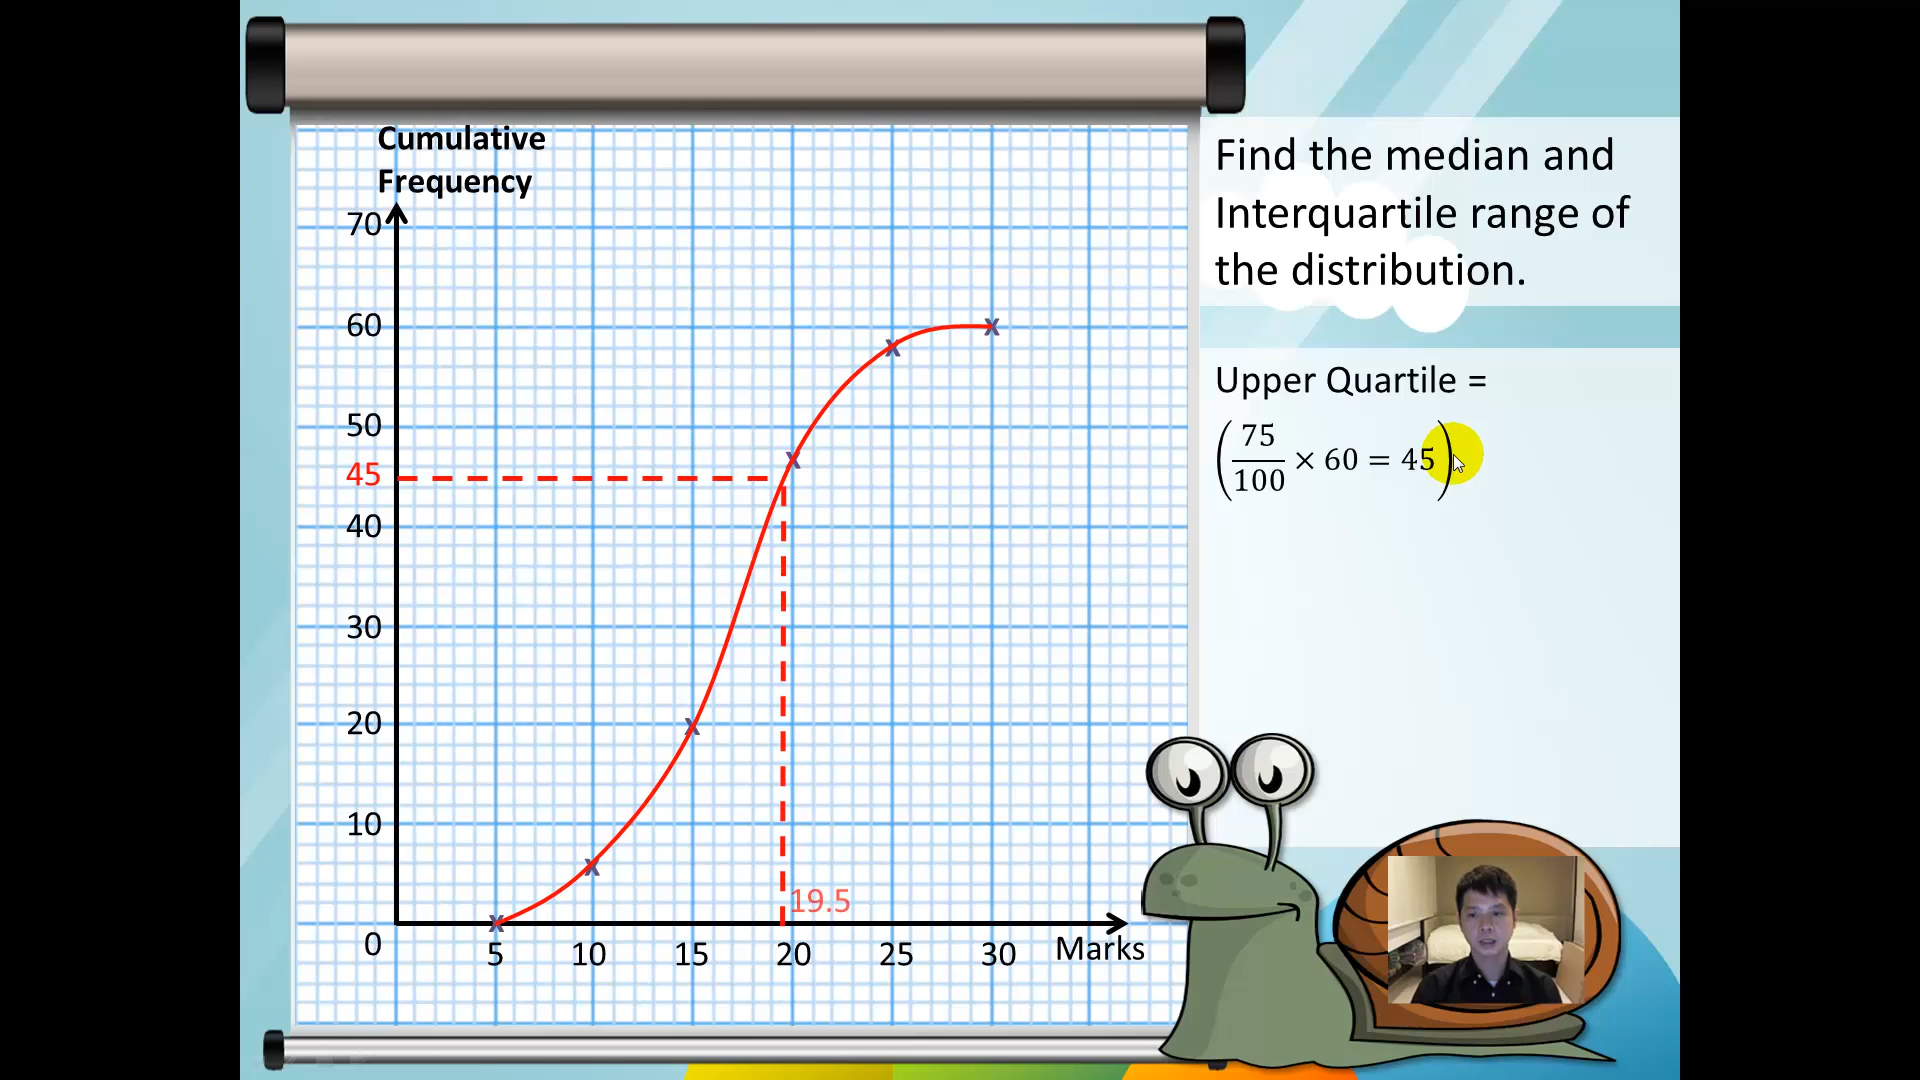 Cumulative
Frequency
70
60
50
45
40
30
20
10
0
19.5
5 10 15 20 25 30 Marks
Find the median and
Interquartile range of
the distribution.
Upper Quartile =
(75/100 × 60 = 45)